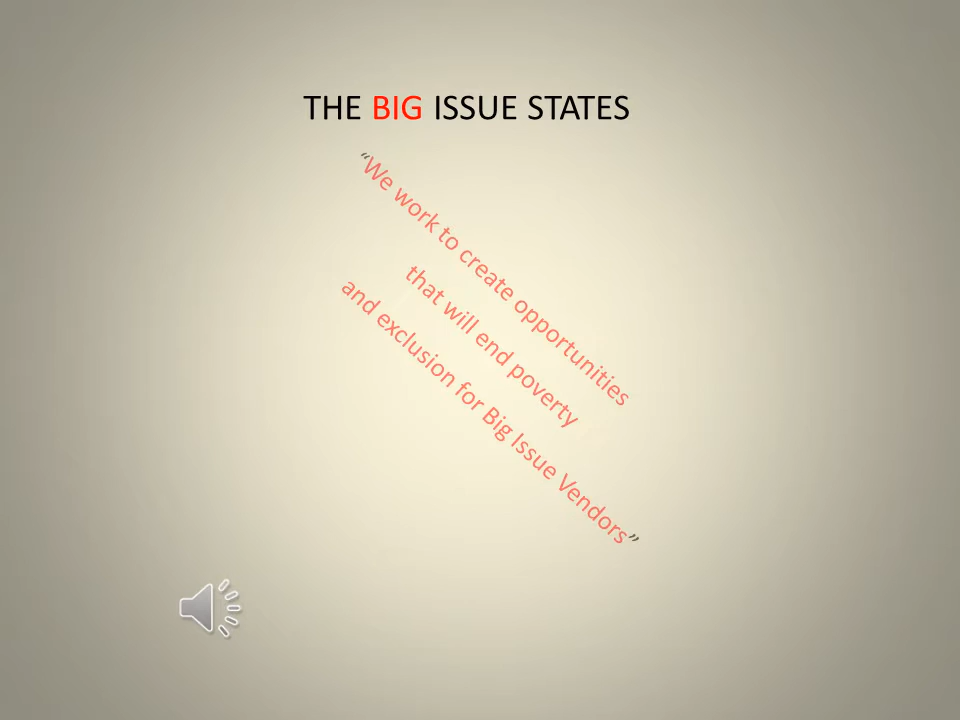 THE BIG ISSUE STATES
“We work to create opportunities
that will end poverty
and exclusion for Big Issue Vendors”